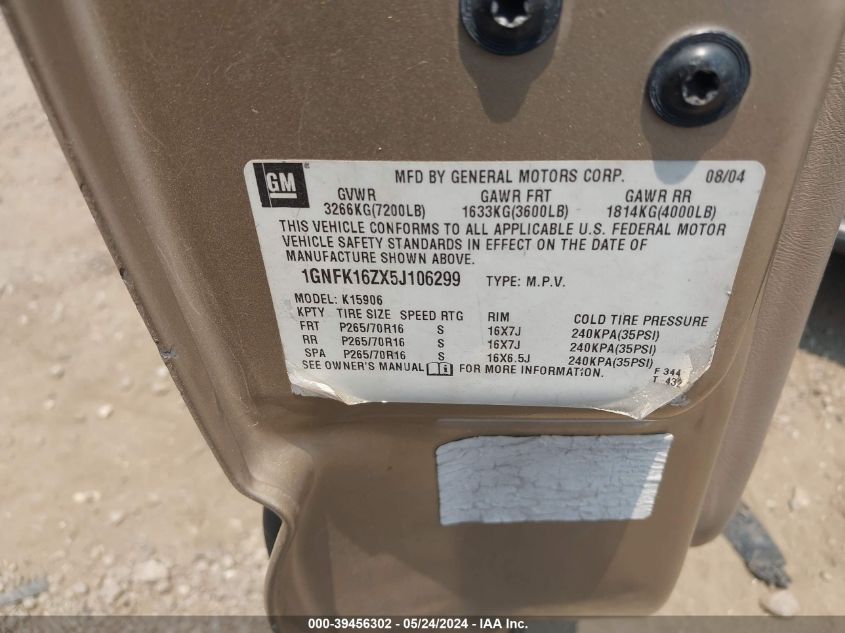 GM
MFD BY GENERAL MOTORS CORP. 08/04
GVWR GAWR FRT GAWR RR
3266KG(7200LB) 1633KG(3600LB) 1814KG(4000LB)
THIS VEHICLE CONFORMS TO ALL APPLICABLE U.S. FEDERAL MOTOR
VEHICLE SAFETY STANDARDS IN EFFECT ON THE DATE OF
MANUFACTURE SHOWN ABOVE.
1GNFK16ZX5J106299 TYPE: M.P.V.
MODEL: K15906
KPTY TIRE SIZE SPEED RTG RIM COLD TIRE PRESSURE
FRT P265/70R16 S 16X7J 240KPA(35PSI)
RR P265/70R16 S 16X7J 240KPA(35PSI)
SPA P265/70R16 S 16X6.5J 240KPA(35PSI)
SEE OWNER'S MANUAL FOR MORE INFORMATION.
F 344
T 432
000-39456302 - 05/24/2024 - IAA Inc.